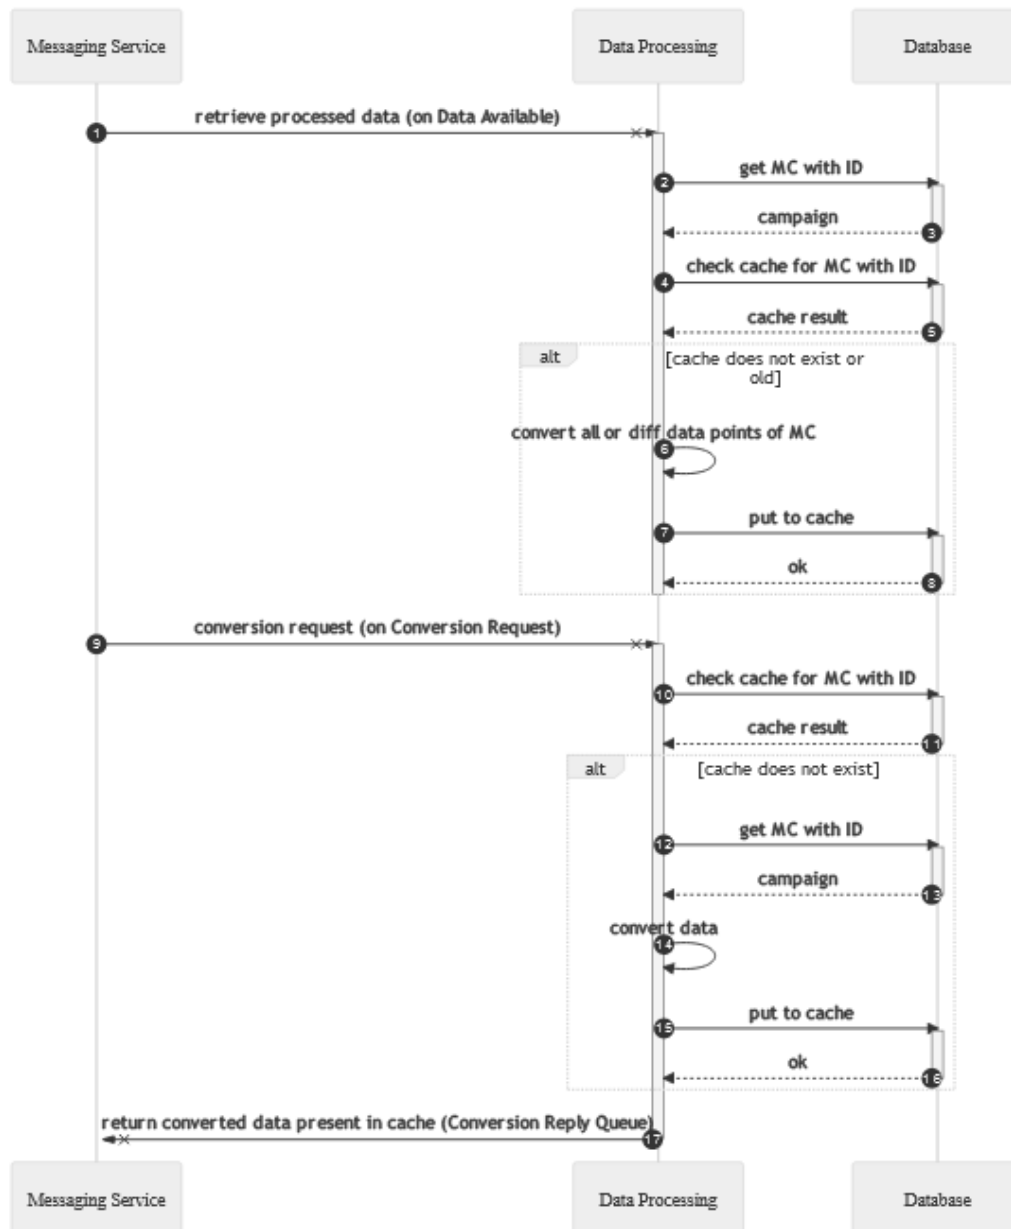 Messaging Service
Data Processing
Database
retrieve processed data (on Data Available)
1
get MC with ID
2
campaign
3
check cache for MC with ID
4
cache result
5
alt
[cache does not exist or
old]
convert all or diff data points of MC
6
put to cache
7
ok
8
conversion request (on Conversion Request)
9
check cache for MC with ID
10
cache result
11
alt
[cache does not exist]
get MC with ID
12
campaign
13
convert data
14
put to cache
15
ok
16
return converted data present in cache (Conversion Reply Queue)
17
Messaging Service
Data Processing
Database